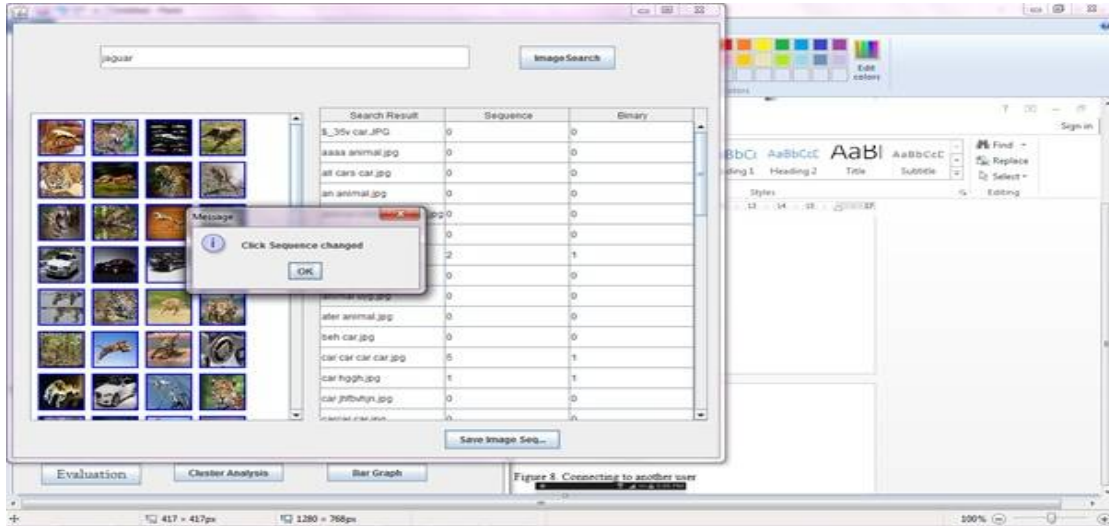 jaguar
ImageSearch
Edit colors
Sign in
Search Result Sequence Binary
$_35v car.JPG 0 0
aaaa animal.jpg 0 0
all cars car.jpg 0 0
an animal.jpg 0 0
jpg 0 0
0 0
2 1
0 0
0 0
ater animal.jpg 0 0
beh car.jpg 0 0
car car car car.jpg 5 1
car hggh.jpg 1 1
0 0
Message
Click Sequence changed
OK
Save Image Seq...
AaBbCcC AaBl AaBbCcC
Heading 2 Title Subtitle
Styles
Find
Replace
Select
Editing
13 14 15
Evaluation
Cluster Analysis
Bar Graph
Figure 8. Connecting to another user
417 × 417px
1280 × 768px
100%